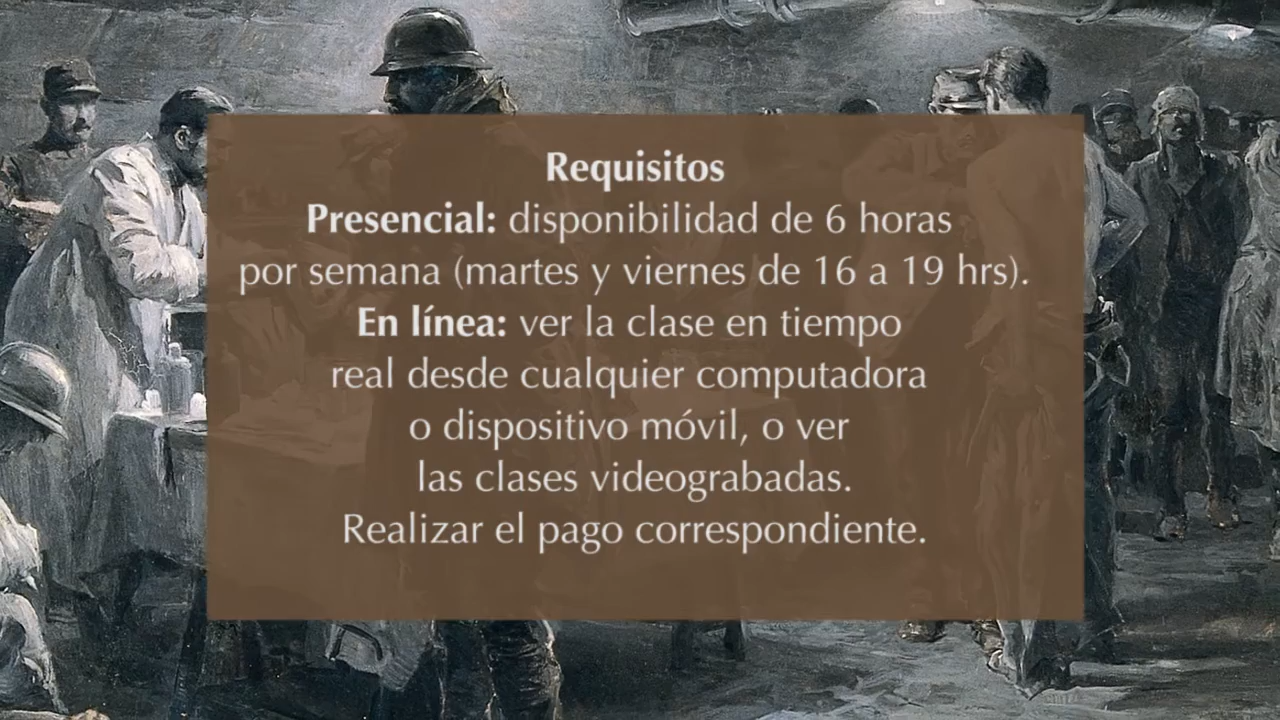 Requisitos
Presencial: disponibilidad de 6 horas
por semana (martes y viernes de 16 a 19 hrs).
En línea: ver la clase en tiempo
real desde cualquier computadora
o dispositivo móvil, o ver
las clases videograbadas.
Realizar el pago correspondiente.